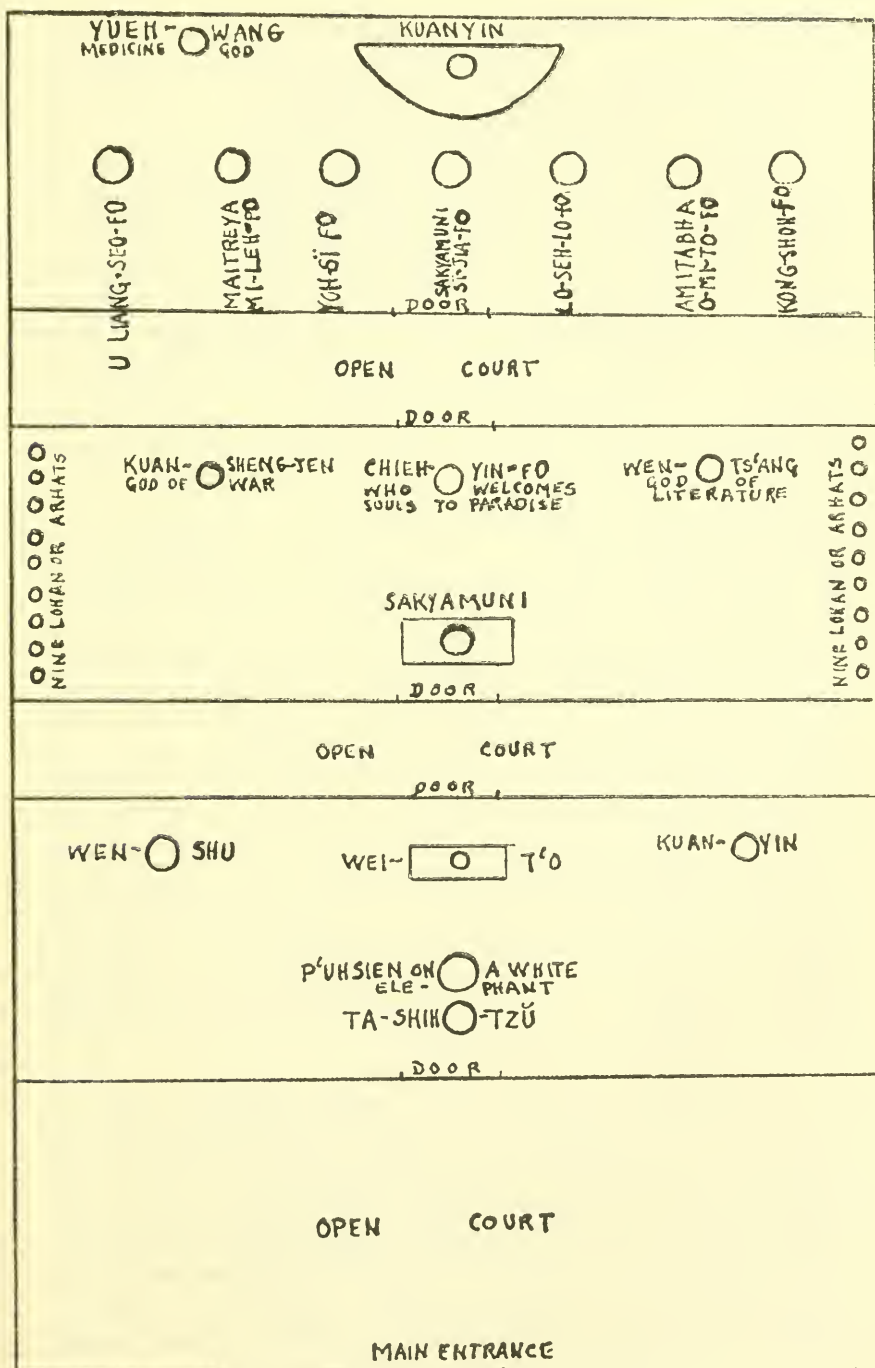 YUEH- WANG
MEDICINE GOD
KUANYIN
U LIANG-SEO-FO
MAITREYA
MI-LEH-FO
YOH-SÏ FO
SAKYAMUNI
SI-JIA-FO
LO-SEH-LO-FO
AMITABHA
O-MI-TO-FO
KONG-SHOH-FO
DOOR
OPEN COURT
DOOR
NINE LOHAN OR ARHATS
KUAN- SHENG-JEN
GOD OF WAR
CHIEH- YIN-FO
WHO WELCOMES
SOULS TO PARADISE
WEN- TS'ANG
GOD OF
LITERATURE
NINE LOHAN OR ARHATS
SAKYAMUNI
DOOR
OPEN COURT
DOOR
WEN- SHU
WEI- T'O
KUAN- YIN
P'UHSIEN ON A WHITE
ELE- PHANT
TA-SHIH -TZŬ
DOOR
OPEN COURT
MAIN ENTRANCE